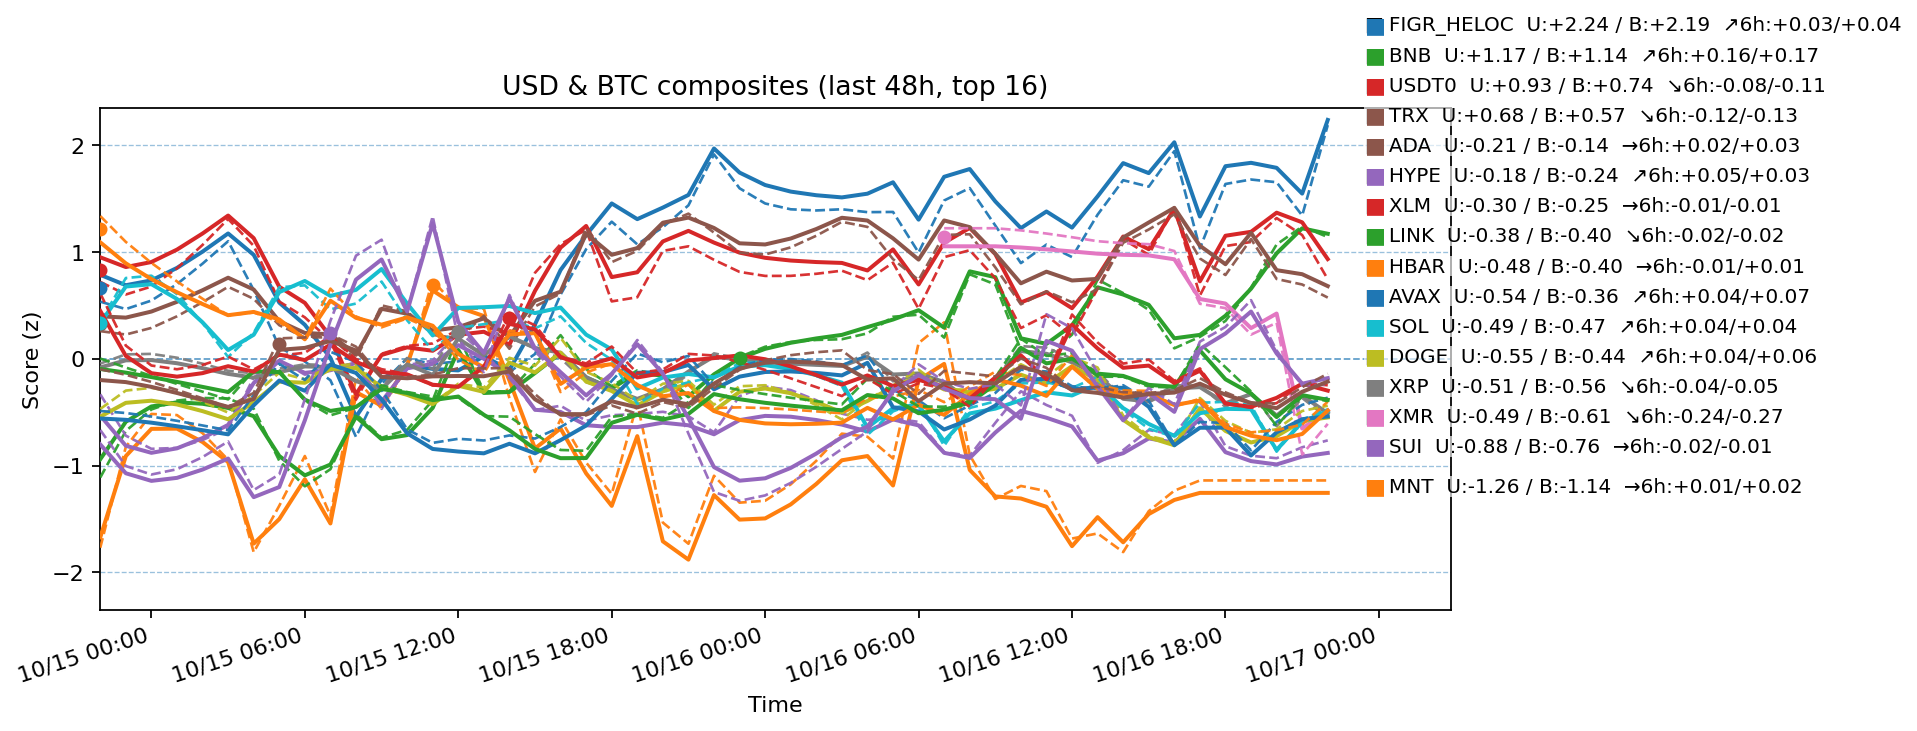 USD & BTC composites (last 48h, top 16)
FIGR_HELOC  U:+2.24 / B:+2.19  ↗6h:+0.03/+0.04
BNB  U:+1.17 / B:+1.14  ↗6h:+0.16/+0.17
USDT0  U:+0.93 / B:+0.74  ↘6h:-0.08/-0.11
TRX  U:+0.68 / B:+0.57  ↘6h:-0.12/-0.13
ADA  U:-0.21 / B:-0.14  →6h:+0.02/+0.03
HYPE  U:-0.18 / B:-0.24  ↗6h:+0.05/+0.03
XLM  U:-0.30 / B:-0.25  →6h:-0.01/-0.01
LINK  U:-0.38 / B:-0.40  ↘6h:-0.02/-0.02
HBAR  U:-0.48 / B:-0.40  →6h:-0.01/+0.01
AVAX  U:-0.54 / B:-0.36  ↗6h:+0.04/+0.07
SOL  U:-0.49 / B:-0.47  ↗6h:+0.04/+0.04
DOGE  U:-0.55 / B:-0.44  ↗6h:+0.04/+0.06
XRP  U:-0.51 / B:-0.56  ↘6h:-0.04/-0.05
XMR  U:-0.49 / B:-0.61  ↘6h:-0.24/-0.27
SUI  U:-0.88 / B:-0.76  →6h:-0.02/-0.01
MNT  U:-1.26 / B:-1.14  →6h:+0.01/+0.02
Score (z)
2
1
0
−1
−2
10/15 00:00
10/15 06:00
10/15 12:00
10/15 18:00
10/16 00:00
10/16 06:00
10/16 12:00
10/16 18:00
10/17 00:00
Time